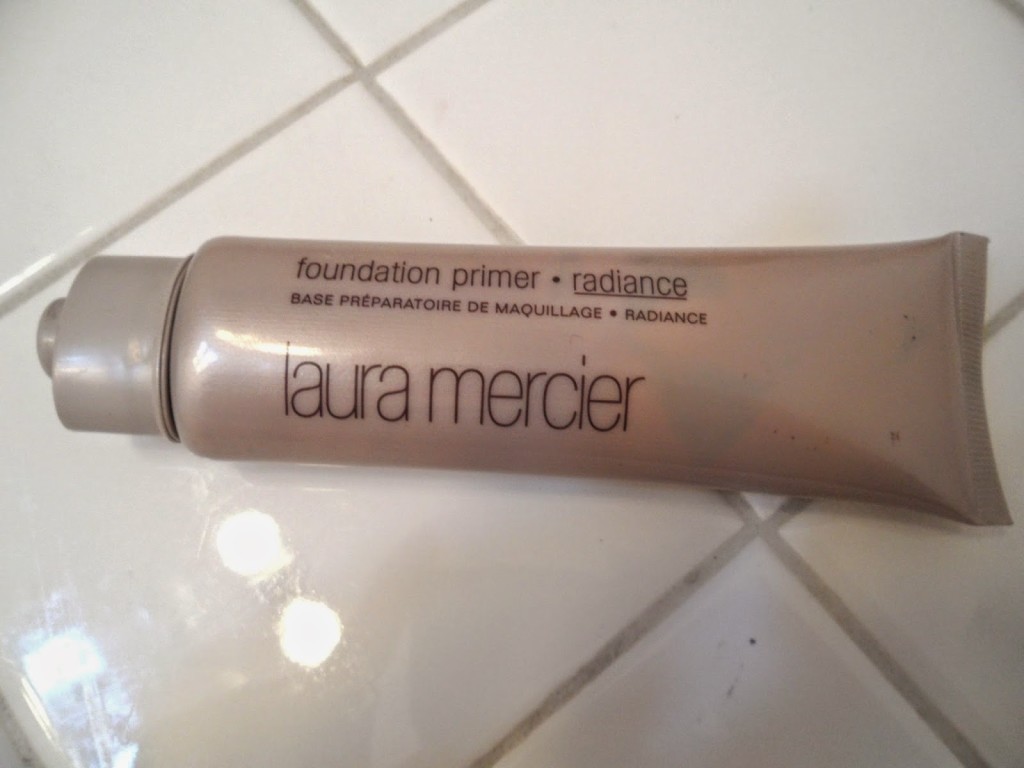 foundation primer • radiance
BASE PRÉPARATOIRE DE MAQUILLAGE • RADIANCE
laura mercier